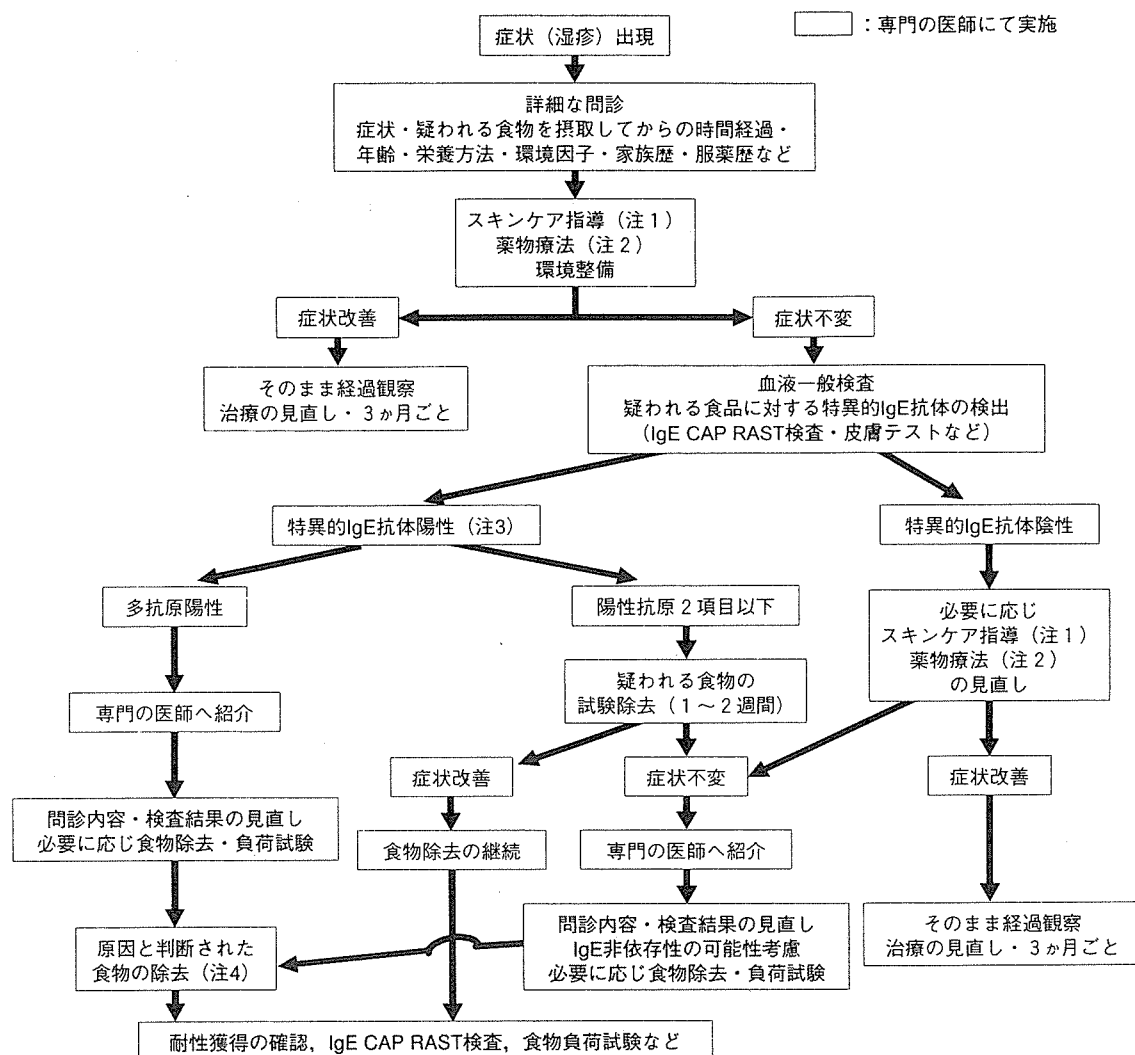 症状（湿疹）出現
：専門の医師にて実施
詳細な問診
症状・疑われる食物を摂取してからの時間経過・
年齢・栄養方法・環境因子・家族歴・服薬歴など
スキンケア指導（注１）
薬物療法（注２）
環境整備
症状改善
症状不変
そのまま経過観察
治療の見直し・３か月ごと
血液一般検査
疑われる食品に対する特異的IgE抗体の検出
（IgE CAP RAST検査・皮膚テストなど）
特異的IgE抗体陽性（注3）
特異的IgE抗体陰性
多抗原陽性
陽性抗原２項目以下
必要に応じ
スキンケア指導（注１）
薬物療法（注２）
の見直し
専門の医師へ紹介
疑われる食物の
試験除去（１〜２週間）
症状改善
症状不変
症状改善
問診内容・検査結果の見直し
必要に応じ食物除去・負荷試験
食物除去の継続
専門の医師へ紹介
原因と判断された
食物の除去（注4）
問診内容・検査結果の見直し
IgE非依存性の可能性考慮
必要に応じ食物除去・負荷試験
そのまま経過観察
治療の見直し・３か月ごと
耐性獲得の確認，IgE CAP RAST検査，食物負荷試験など